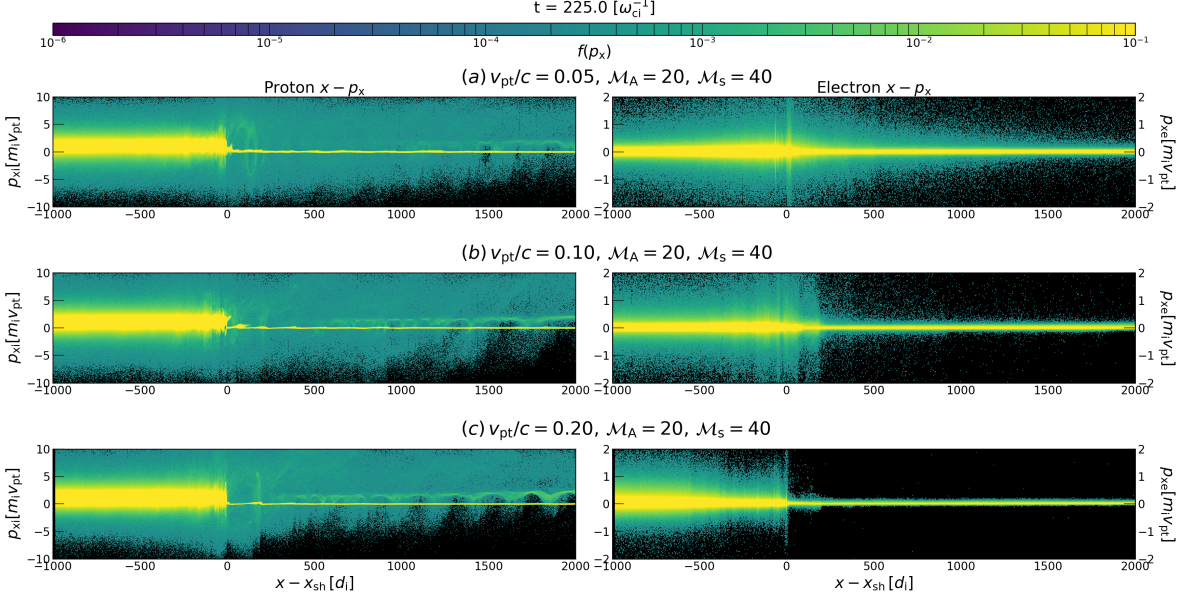 t = 225.0 [ω_ci^−1]
10^−6 10^−5 10^−4 10^−3 10^−2 10^−1
f(p_x)
(a) v_pt/c = 0.05, ℳ_A = 20, ℳ_s = 40
Proton x − p_x Electron x − p_x
10 5 0 −5 −10
p_xi[m_i v_pt]
−1000 −500 0 500 1000 1500 2000
2 1 0 −1 −2
p_xe[m_i v_pt]
−1000 −500 0 500 1000 1500 2000
(b) v_pt/c = 0.10, ℳ_A = 20, ℳ_s = 40
10 5 0 −5 −10
p_xi[m_i v_pt]
−1000 −500 0 500 1000 1500 2000
2 1 0 −1 −2
p_xe[m_i v_pt]
−1000 −500 0 500 1000 1500 2000
(c) v_pt/c = 0.20, ℳ_A = 20, ℳ_s = 40
10 5 0 −5 −10
p_xi[m_i v_pt]
−1000 −500 0 500 1000 1500 2000
2 1 0 −1 −2
p_xe[m_i v_pt]
−1000 −500 0 500 1000 1500 2000
x − x_sh [d_i] x − x_sh [d_i]